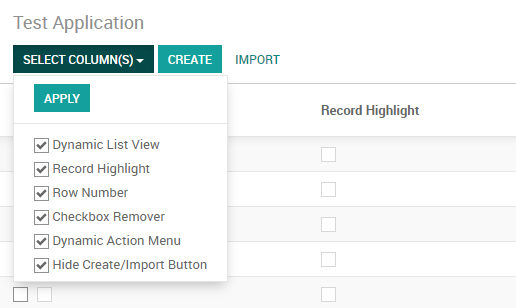 Test Application
SELECT COLUMN(S) CREATE IMPORT
APPLY
Record Highlight
Dynamic List View
Record Highlight
Row Number
Checkbox Remover
Dynamic Action Menu
Hide Create/Import Button